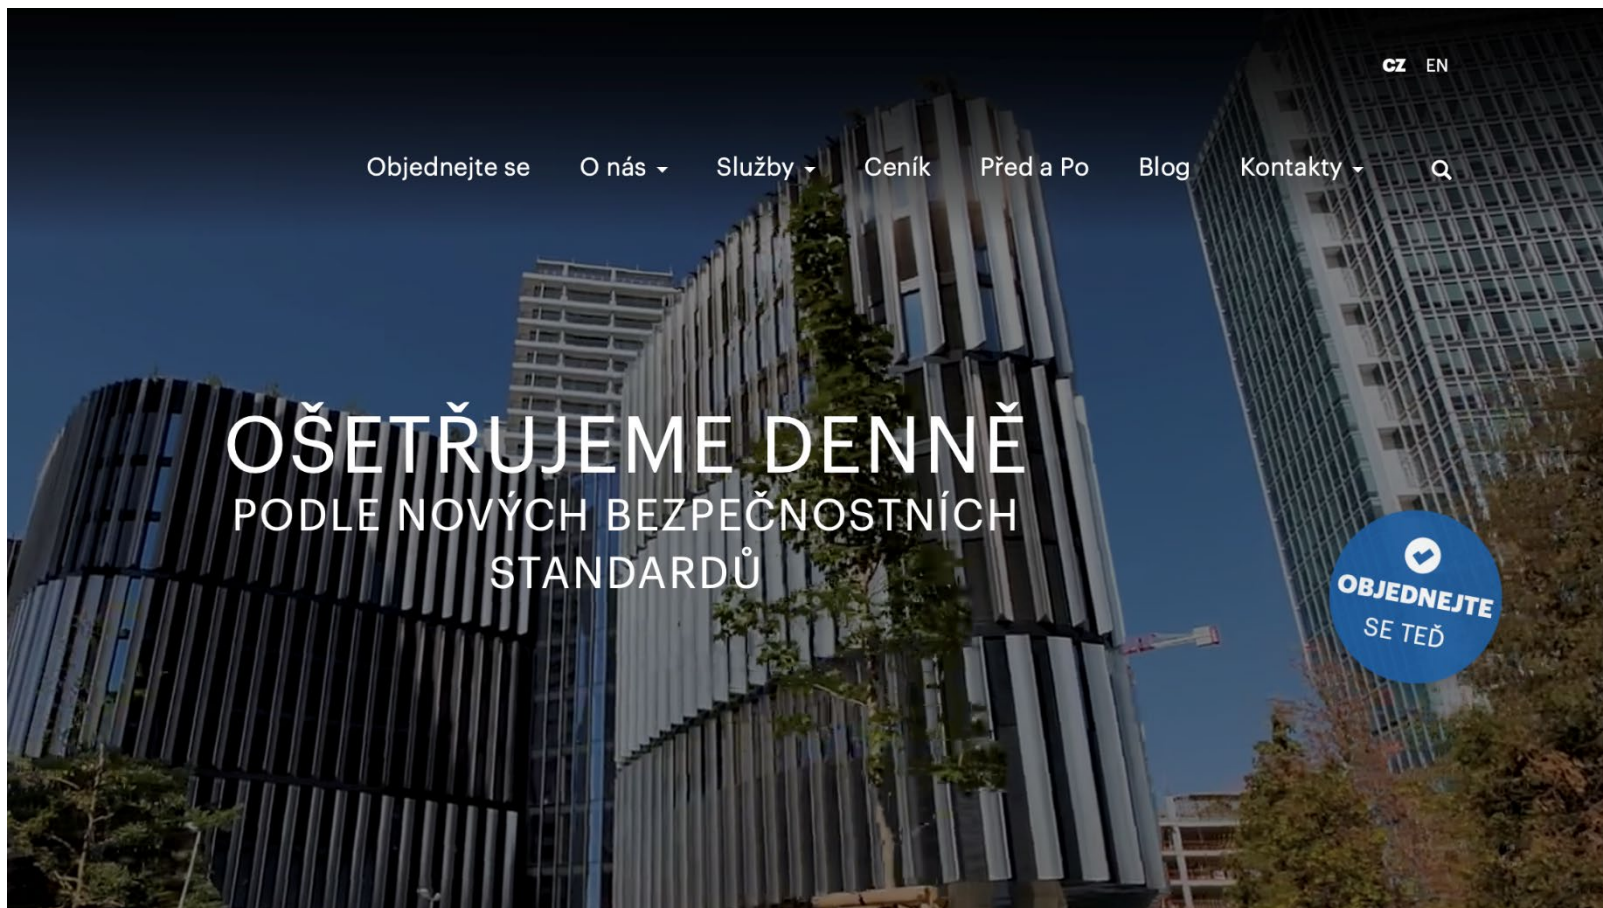 CZ EN
Objednejte se O nás Služby Ceník Před a Po Blog Kontakty
OŠETŘUJEME DENNĚ
PODLE NOVÝCH BEZPEČNOSTNÍCH
STANDARDŮ
OBJEDNEJTE
SE TEĎ